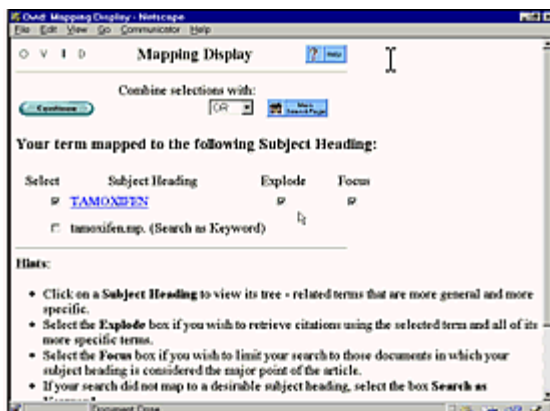 Ovid: Mapping Display - Netscape
File Edit View Go Communicator Help
O V I D Mapping Display ? Help
Combine selections with:
Continue OR Main Search Page
Your term mapped to the following Subject Heading:
Select Subject Heading Explode Focus
TAMOXIFEN
tamoxifen.mp. (Search as Keyword)
Hints:
• Click on a Subject Heading to view its tree - related terms that are more general and more
specific.
• Select the Explode box if you wish to retrieve citations using the selected term and all of its
more specific terms.
• Select the Focus box if you wish to limit your search to those documents in which your
subject heading is considered the major point of the article.
• If your search did not map to a desirable subject heading, select the box Search as
Document: Done